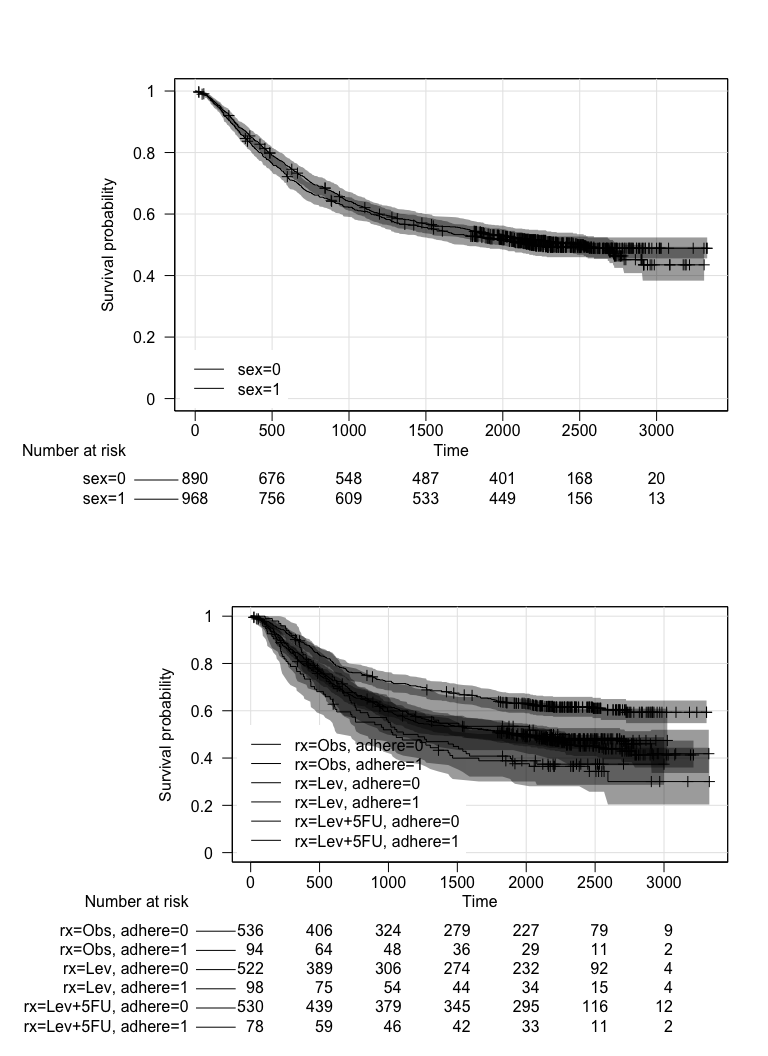 1
0.8
0.6
0.4
0.2
0
Survival probability
sex=0
sex=1
0 500 1000 1500 2000 2500 3000
Number at risk Time
sex=0 890 676 548 487 401 168 20
sex=1 968 756 609 533 449 156 13
1
0.8
0.6
0.4
0.2
0
Survival probability
rx=Obs, adhere=0
rx=Obs, adhere=1
rx=Lev, adhere=0
rx=Lev, adhere=1
rx=Lev+5FU, adhere=0
rx=Lev+5FU, adhere=1
0 500 1000 1500 2000 2500 3000
Number at risk Time
rx=Obs, adhere=0 536 406 324 279 227 79 9
rx=Obs, adhere=1 94 64 48 36 29 11 2
rx=Lev, adhere=0 522 389 306 274 232 92 4
rx=Lev, adhere=1 98 75 54 44 34 15 4
rx=Lev+5FU, adhere=0 530 439 379 345 295 116 12
rx=Lev+5FU, adhere=1 78 59 46 42 33 11 2